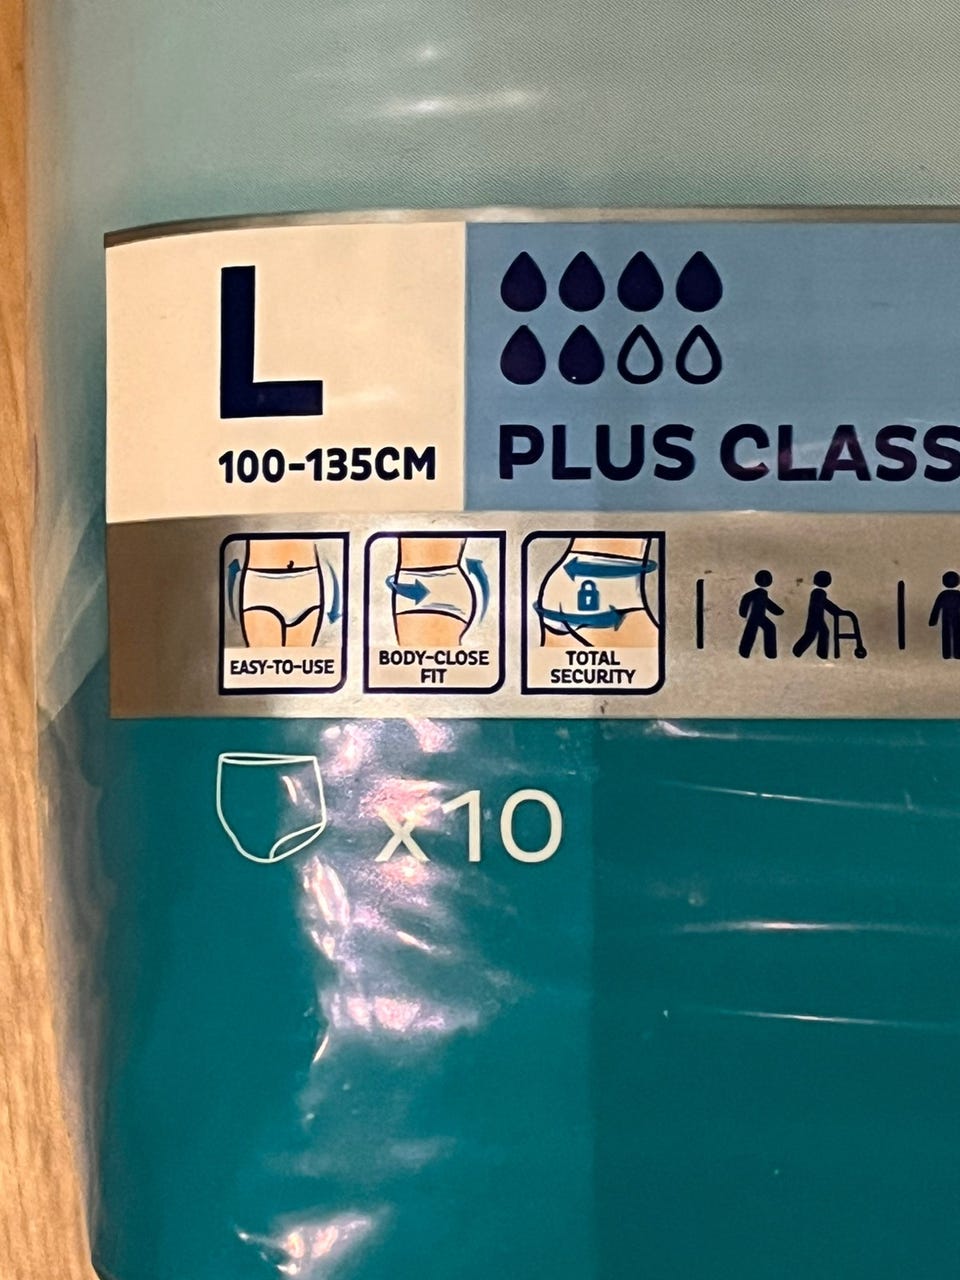 L
100-135CM
PLUS CLASS
EASY-TO-USE
BODY-CLOSE
FIT
TOTAL
SECURITY
x10